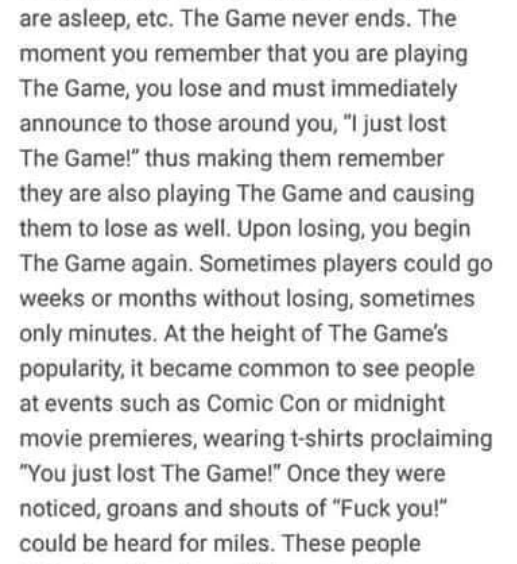 are asleep, etc. The Game never ends. The
moment you remember that you are playing
The Game, you lose and must immediately
announce to those around you, "I just lost
The Game!" thus making them remember
they are also playing The Game and causing
them to lose as well. Upon losing, you begin
The Game again. Sometimes players could go
weeks or months without losing, sometimes
only minutes. At the height of The Game's
popularity, it became common to see people
at events such as Comic Con or midnight
movie premieres, wearing t-shirts proclaiming
"You just lost The Game!" Once they were
noticed, groans and shouts of "Fuck you!"
could be heard for miles. These people